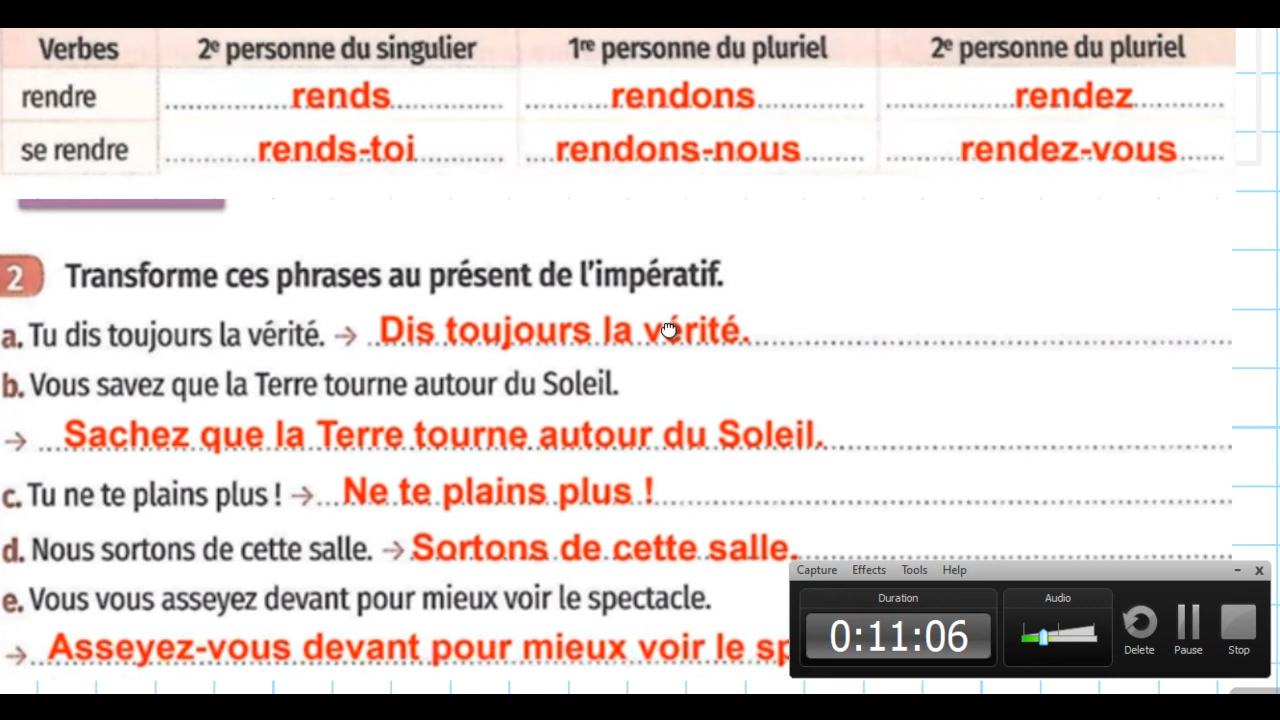 Verbes 2e personne du singulier 1re personne du pluriel 2e personne du pluriel
rendre rends rendons rendez
se rendre rends-toi rendons-nous rendez-vous
2 Transforme ces phrases au présent de l'impératif.
a. Tu dis toujours la vérité. → Dis toujours la vérité.
b. Vous savez que la Terre tourne autour du Soleil.
→ Sachez que la Terre tourne autour du Soleil.
c. Tu ne te plains plus ! → Ne te plains plus !
d. Nous sortons de cette salle. → Sortons de cette salle.
e. Vous vous asseyez devant pour mieux voir le spectacle.
→ Asseyez-vous devant pour mieux voir le sp
Capture Effects Tools Help
Duration Audio
0:11:06
Delete Pause Stop